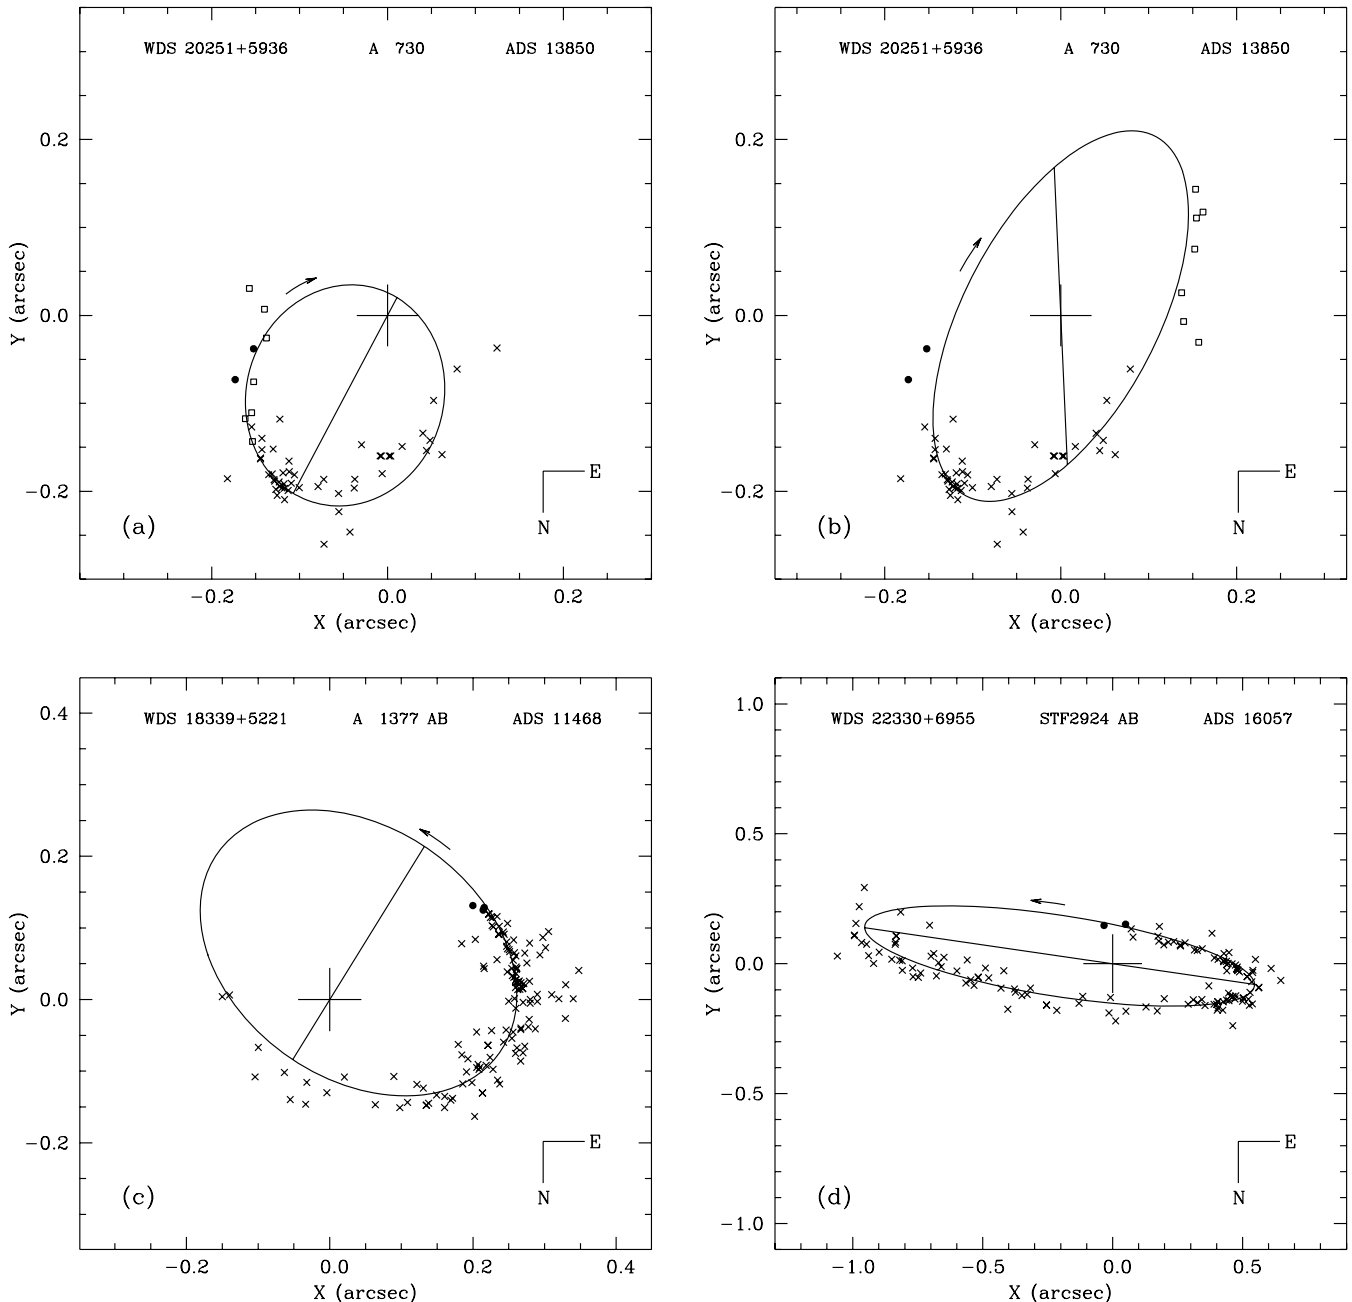 WDS 20251+5936 A 730 ADS 13850
0.2
0.0
−0.2
Y (arcsec)
E
N
(a)
−0.2 0.0 0.2
X (arcsec)
WDS 20251+5936 A 730 ADS 13850
0.2
0.0
−0.2
Y (arcsec)
E
N
(b)
−0.2 0.0 0.2
X (arcsec)
WDS 18339+5221 A 1377 AB ADS 11468
0.4
0.2
0.0
−0.2
Y (arcsec)
E
N
(c)
−0.2 0.0 0.2 0.4
X (arcsec)
WDS 22330+6955 STF2924 AB ADS 16057
1.0
0.5
0.0
−0.5
−1.0
Y (arcsec)
E
N
(d)
−1.0 −0.5 0.0 0.5
X (arcsec)